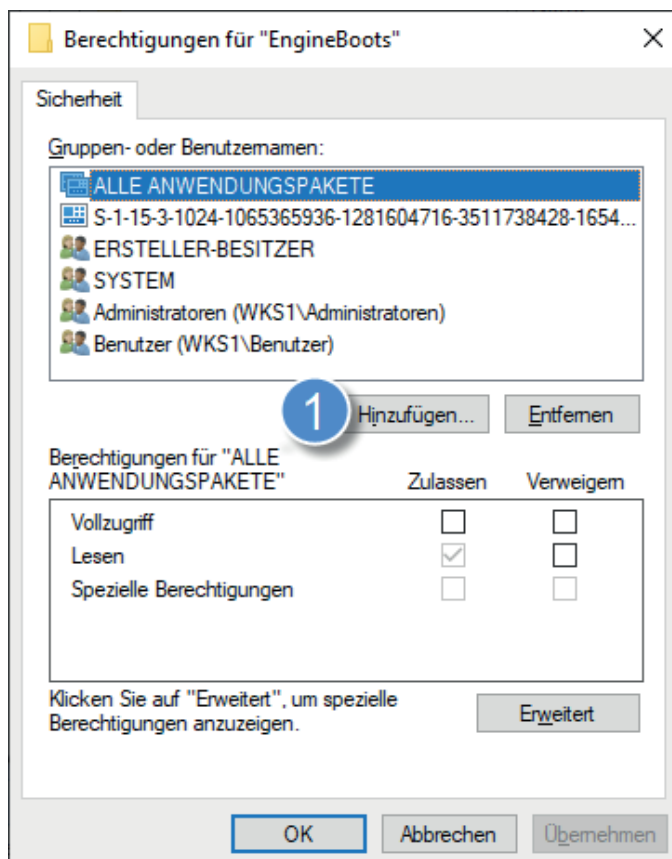 Berechtigungen für "EngineBoots"
Sicherheit
Gruppen- oder Benutzernamen:
ALLE ANWENDUNGSPAKETE
S-1-15-3-1024-1065365936-1281604716-3511738428-1654...
ERSTELLER-BESITZER
SYSTEM
Administratoren (WKS1\Administratoren)
Benutzer (WKS1\Benutzer)
1
Hinzufügen... Entfernen
Berechtigungen für "ALLE
ANWENDUNGSPAKETE" Zulassen Verweigern
Vollzugriff
Lesen
Spezielle Berechtigungen
Klicken Sie auf "Erweitert", um spezielle
Berechtigungen anzuzeigen.
Erweitert
OK Abbrechen Übernehmen